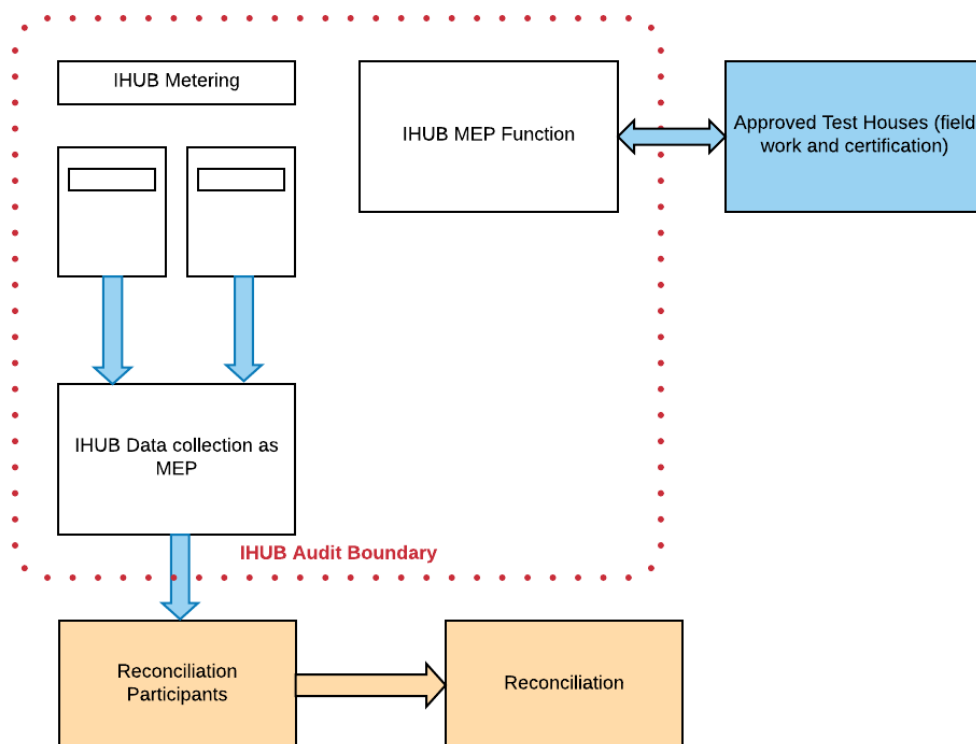 IHUB Metering
IHUB MEP Function
Approved Test Houses (field
work and certification)
IHUB Data collection as
MEP
IHUB Audit Boundary
Reconciliation
Participants
Reconciliation